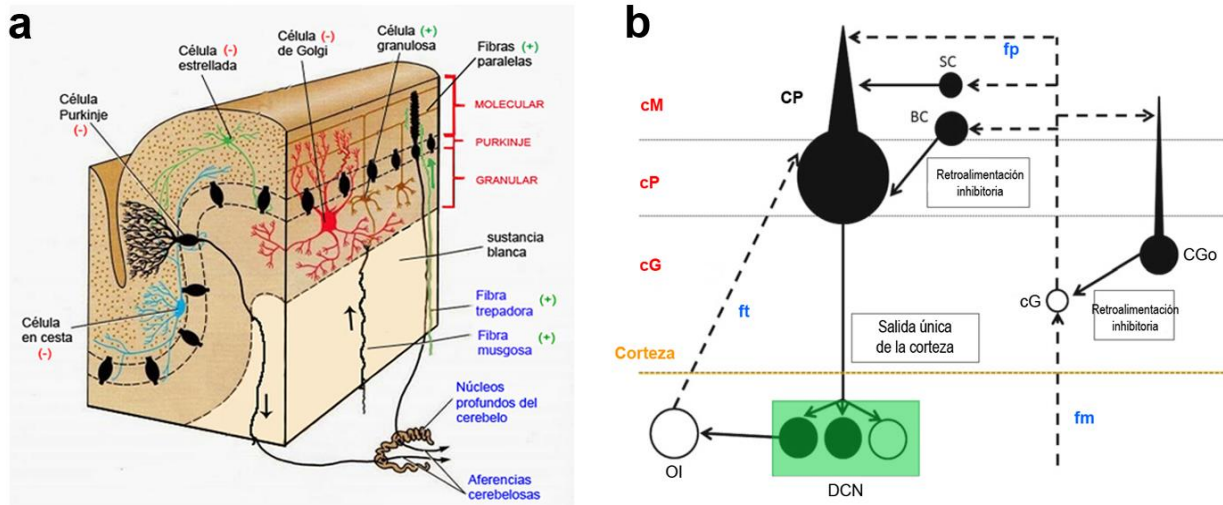 a
Célula (-)
estrellada
Célula (-)
de Golgi
Célula (+)
granulosa
Fibras (+)
paralelas
Célula
Purkinje
(-)
MOLECULAR
PURKINJE
GRANULAR
sustancia
blanca
Fibra (+)
trepadora
Fibra (+)
musgosa
Célula
en cesta
(-)
Núcleos
profundos del
cerebelo
Aferencias
cerebelosas
b
fp
SC
CP
cM
BC
cP
Retroalimentación
inhibitoria
cG
CGo
cG
ft
Retroalimentación
inhibitoria
Salida única
de la corteza
Corteza
fm
OI
DCN